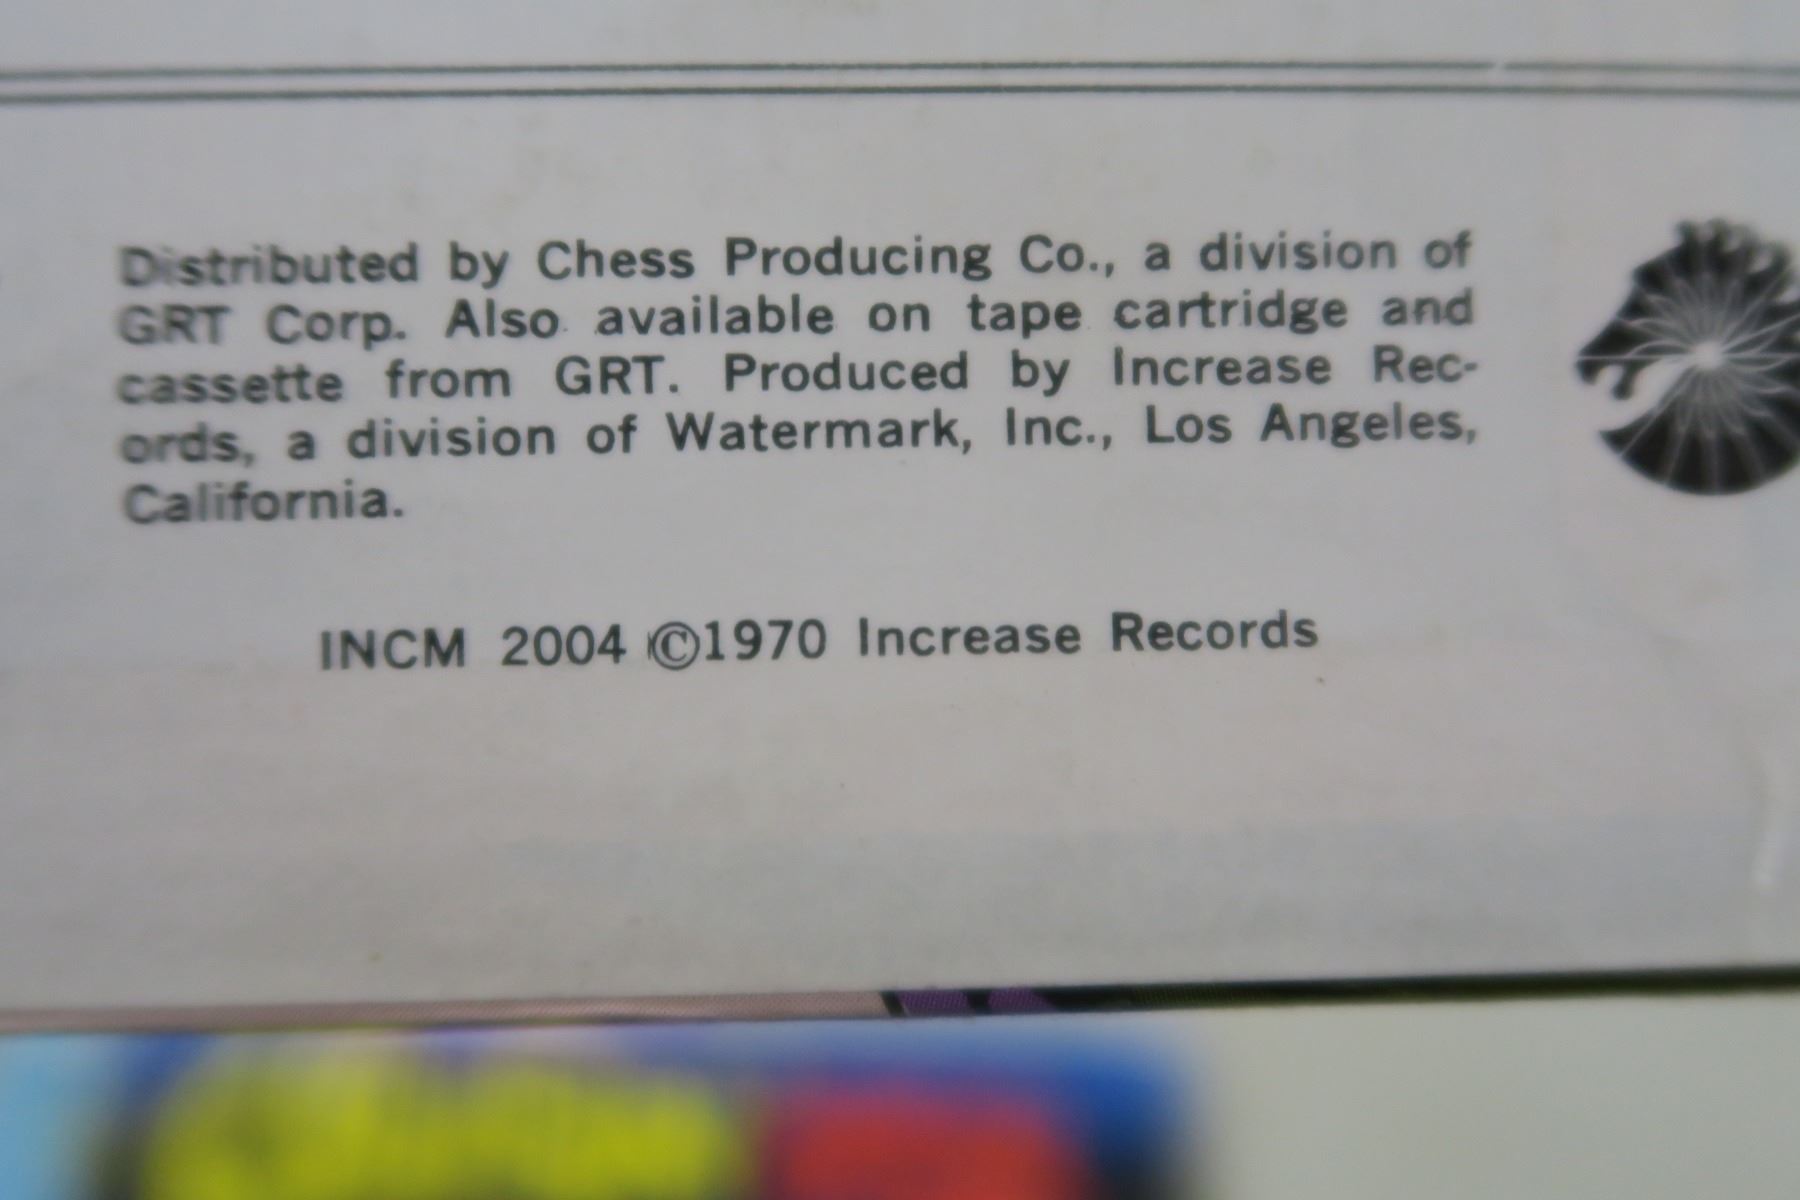 Distributed by Chess Producing Co., a division of
GRT Corp. Also available on tape cartridge and
cassette from GRT. Produced by Increase Rec-
ords, a division of Watermark, Inc., Los Angeles,
California.
INCM 2004 ©1970 Increase Records